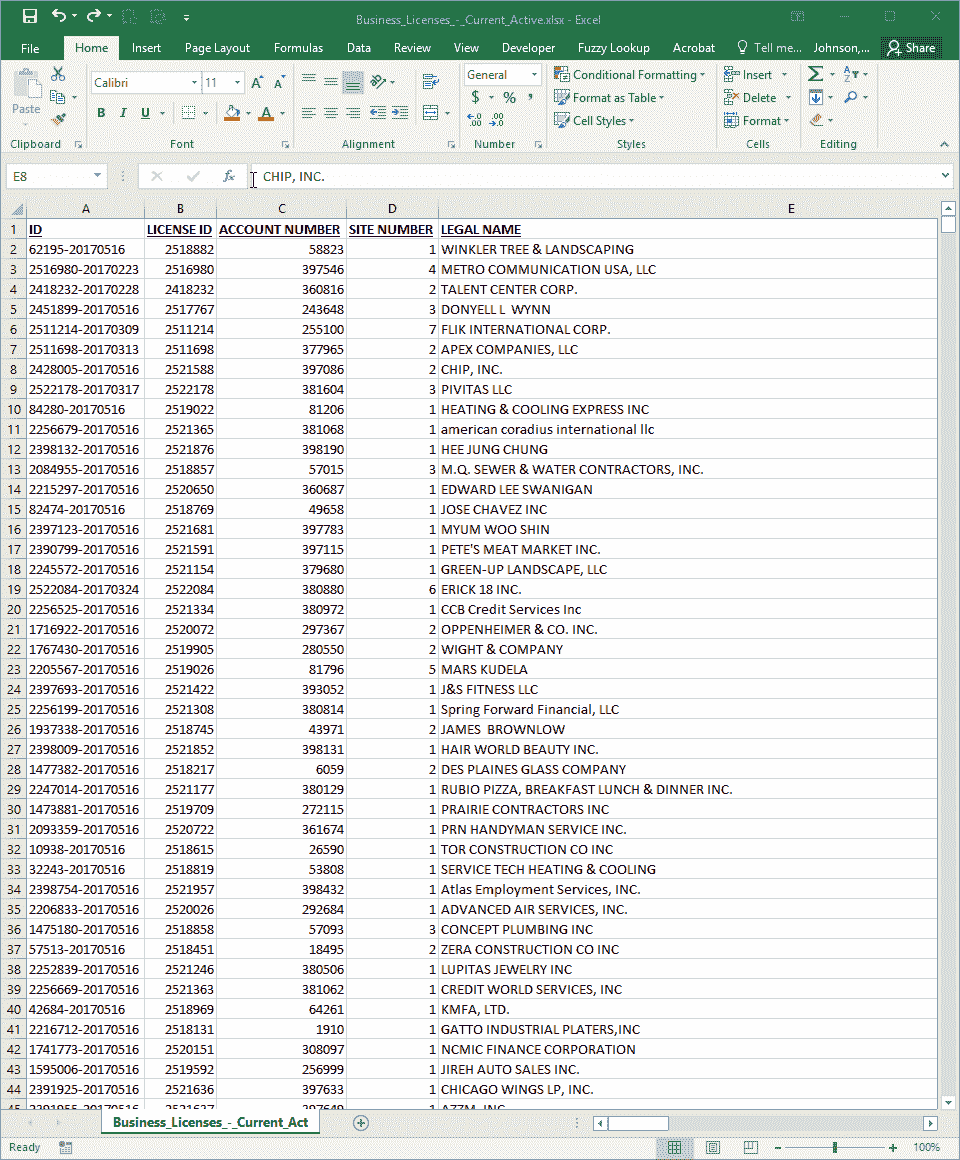 Business_Licenses_-_Current_Active.xlsx - Excel
File Home Insert Page Layout Formulas Data Review View Developer Fuzzy Lookup Acrobat Tell me... Johnson,... Share
Paste Calibri 11 B I U General $ % , Conditional Formatting Format as Table Cell Styles Insert Delete Format
Clipboard Font Alignment Number Styles Cells Editing
E8 fx CHIP, INC.
A B C D E
1 ID LICENSE ID ACCOUNT NUMBER SITE NUMBER LEGAL NAME
2 62195-20170516 2518882 58823 1 WINKLER TREE & LANDSCAPING
3 2516980-20170223 2516980 397546 4 METRO COMMUNICATION USA, LLC
4 2418232-20170228 2418232 360816 2 TALENT CENTER CORP.
5 2451899-20170516 2517767 243648 3 DONYELL L  WYNN
6 2511214-20170309 2511214 255100 7 FLIK INTERNATIONAL CORP.
7 2511698-20170313 2511698 377965 2 APEX COMPANIES, LLC
8 2428005-20170516 2521588 397086 2 CHIP, INC.
9 2522178-20170317 2522178 381604 3 PIVITAS LLC
10 84280-20170516 2519022 81206 1 HEATING & COOLING EXPRESS INC
11 2256679-20170516 2521365 381068 1 american coradius international llc
12 2398132-20170516 2521876 398190 1 HEE JUNG CHUNG
13 2084955-20170516 2518857 57015 3 M.Q. SEWER & WATER CONTRACTORS, INC.
14 2215297-20170516 2520650 360687 1 EDWARD LEE SWANIGAN
15 82474-20170516 2518769 49658 1 JOSE CHAVEZ INC
16 2397123-20170516 2521681 397783 1 MYUM WOO SHIN
17 2390799-20170516 2521591 397115 1 PETE'S MEAT MARKET INC.
18 2245572-20170516 2521154 379680 1 GREEN-UP LANDSCAPE, LLC
19 2522084-20170324 2522084 380880 6 ERICK 18 INC.
20 2256525-20170516 2521334 380972 1 CCB Credit Services Inc
21 1716922-20170516 2520072 297367 2 OPPENHEIMER & CO. INC.
22 1767430-20170516 2519905 280550 2 WIGHT & COMPANY
23 2205567-20170516 2519026 81796 5 MARS KUDELA
24 2397693-20170516 2521422 393052 1 J&S FITNESS LLC
25 2256199-20170516 2521308 380814 1 Spring Forward Financial, LLC
26 1937338-20170516 2518745 43971 2 JAMES  BROWNLOW
27 2398009-20170516 2521852 398131 1 HAIR WORLD BEAUTY INC.
28 1477382-20170516 2518217 6059 2 DES PLAINES GLASS COMPANY
29 2247014-20170516 2521177 380129 1 RUBIO PIZZA, BREAKFAST LUNCH & DINNER INC.
30 1473881-20170516 2519709 272115 1 PRAIRIE CONTRACTORS INC
31 2093359-20170516 2520722 361674 1 PRN HANDYMAN SERVICE INC.
32 10938-20170516 2518615 26590 1 TOR CONSTRUCTION CO INC
33 32243-20170516 2518819 53808 1 SERVICE TECH HEATING & COOLING
34 2398754-20170516 2521957 398432 1 Atlas Employment Services, INC.
35 2206833-20170516 2520026 292684 1 ADVANCED AIR SERVICES, INC.
36 1475180-20170516 2518858 57093 3 CONCEPT PLUMBING INC
37 57513-20170516 2518451 18495 2 ZERA CONSTRUCTION CO INC
38 2252839-20170516 2521246 380506 1 LUPITAS JEWELRY INC
39 2256669-20170516 2521363 381062 1 CREDIT WORLD SERVICES, INC
40 42684-20170516 2518969 64261 1 KMFA, LTD.
41 2216712-20170516 2518131 1910 1 GATTO INDUSTRIAL PLATERS,INC
42 1741773-20170516 2520151 308097 1 NCMIC FINANCE CORPORATION
43 1595006-20170516 2519592 256999 1 JIREH AUTO SALES INC.
44 2391925-20170516 2521636 397633 1 CHICAGO WINGS LP, INC.
Business_Licenses_-_Current_Act
Ready 100%